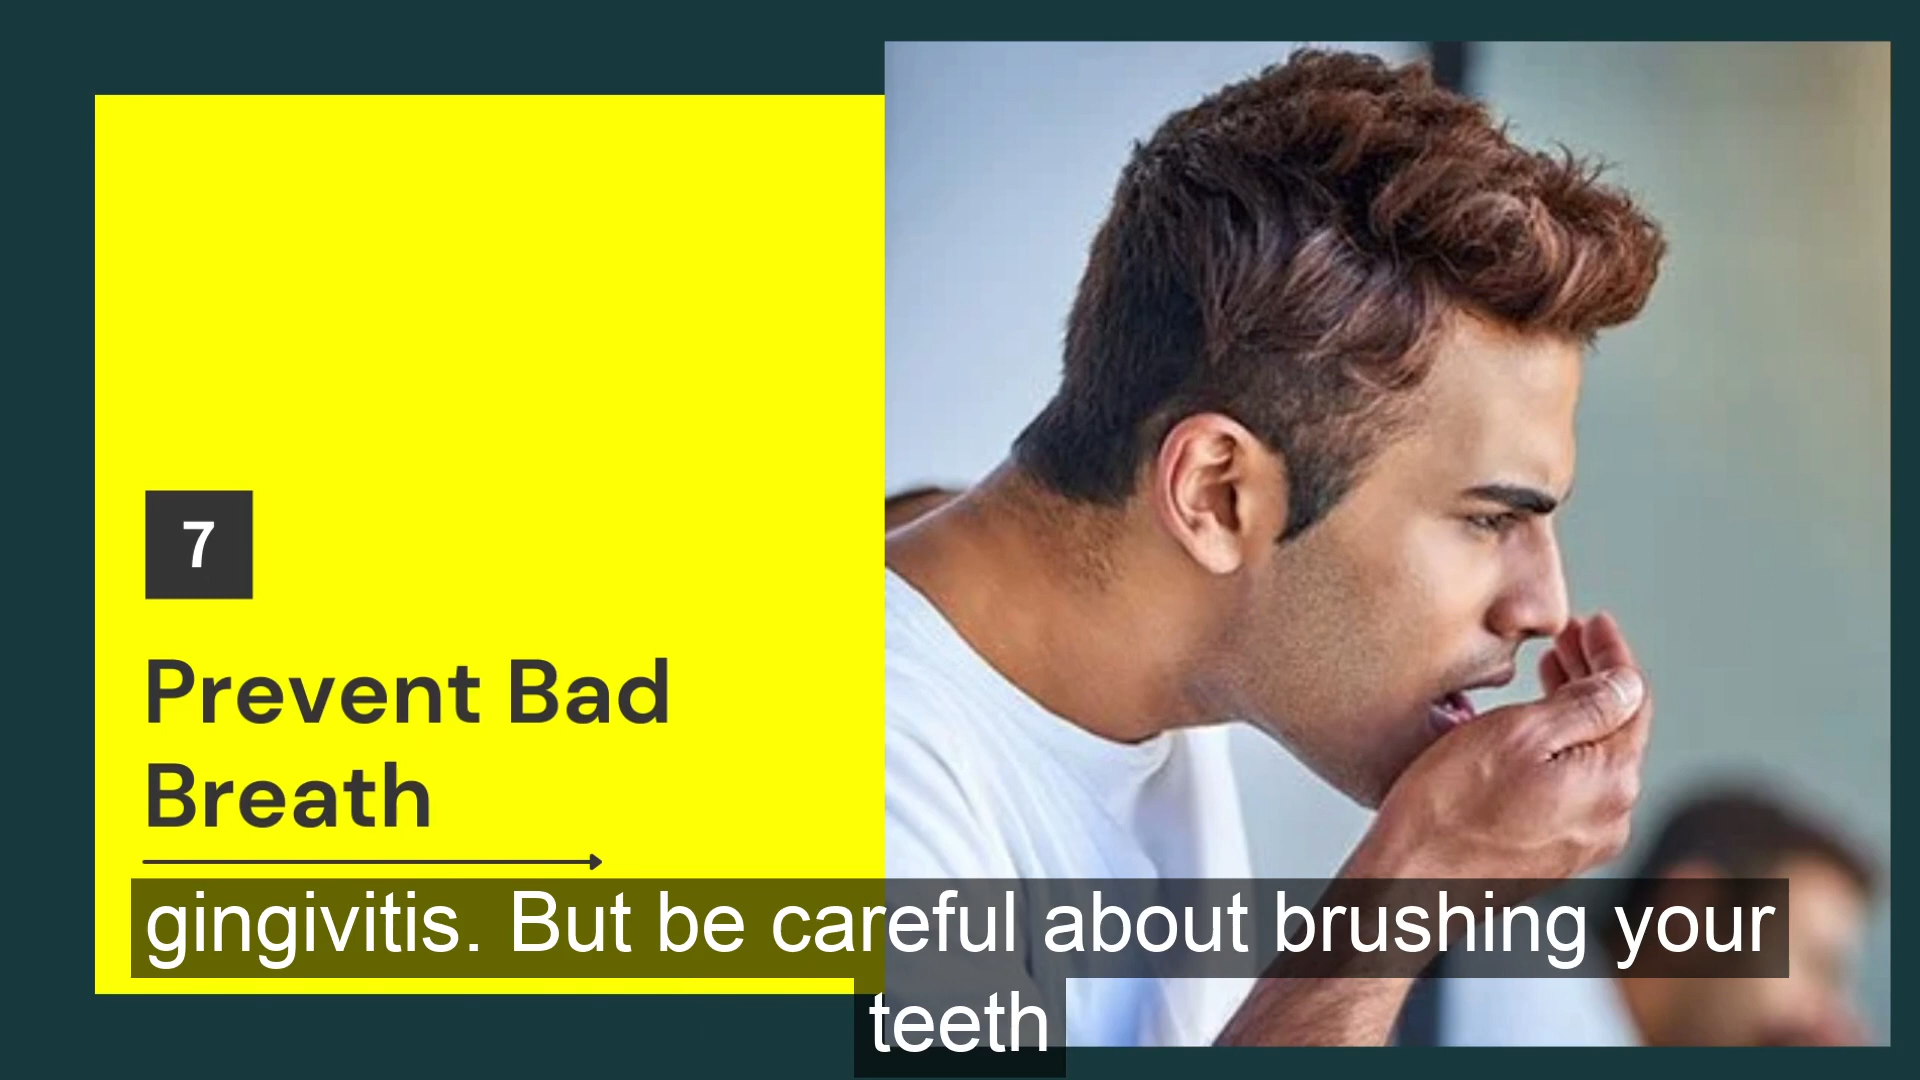 7
Prevent Bad
Breath
gingivitis. But be careful about brushing your
teeth